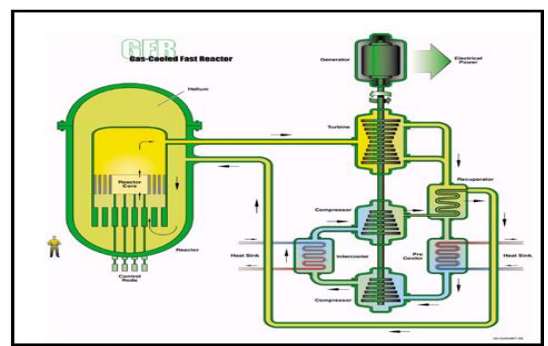 GFR
Gas-Cooled Fast Reactor
Helium
Generator
Electrical
Power
Turbine
Reactor
Core
Recuperator
Compressor
Reactor
Heat Sink
Intercooler
Pre
Cooler
Heat Sink
Control
Rods
Compressor